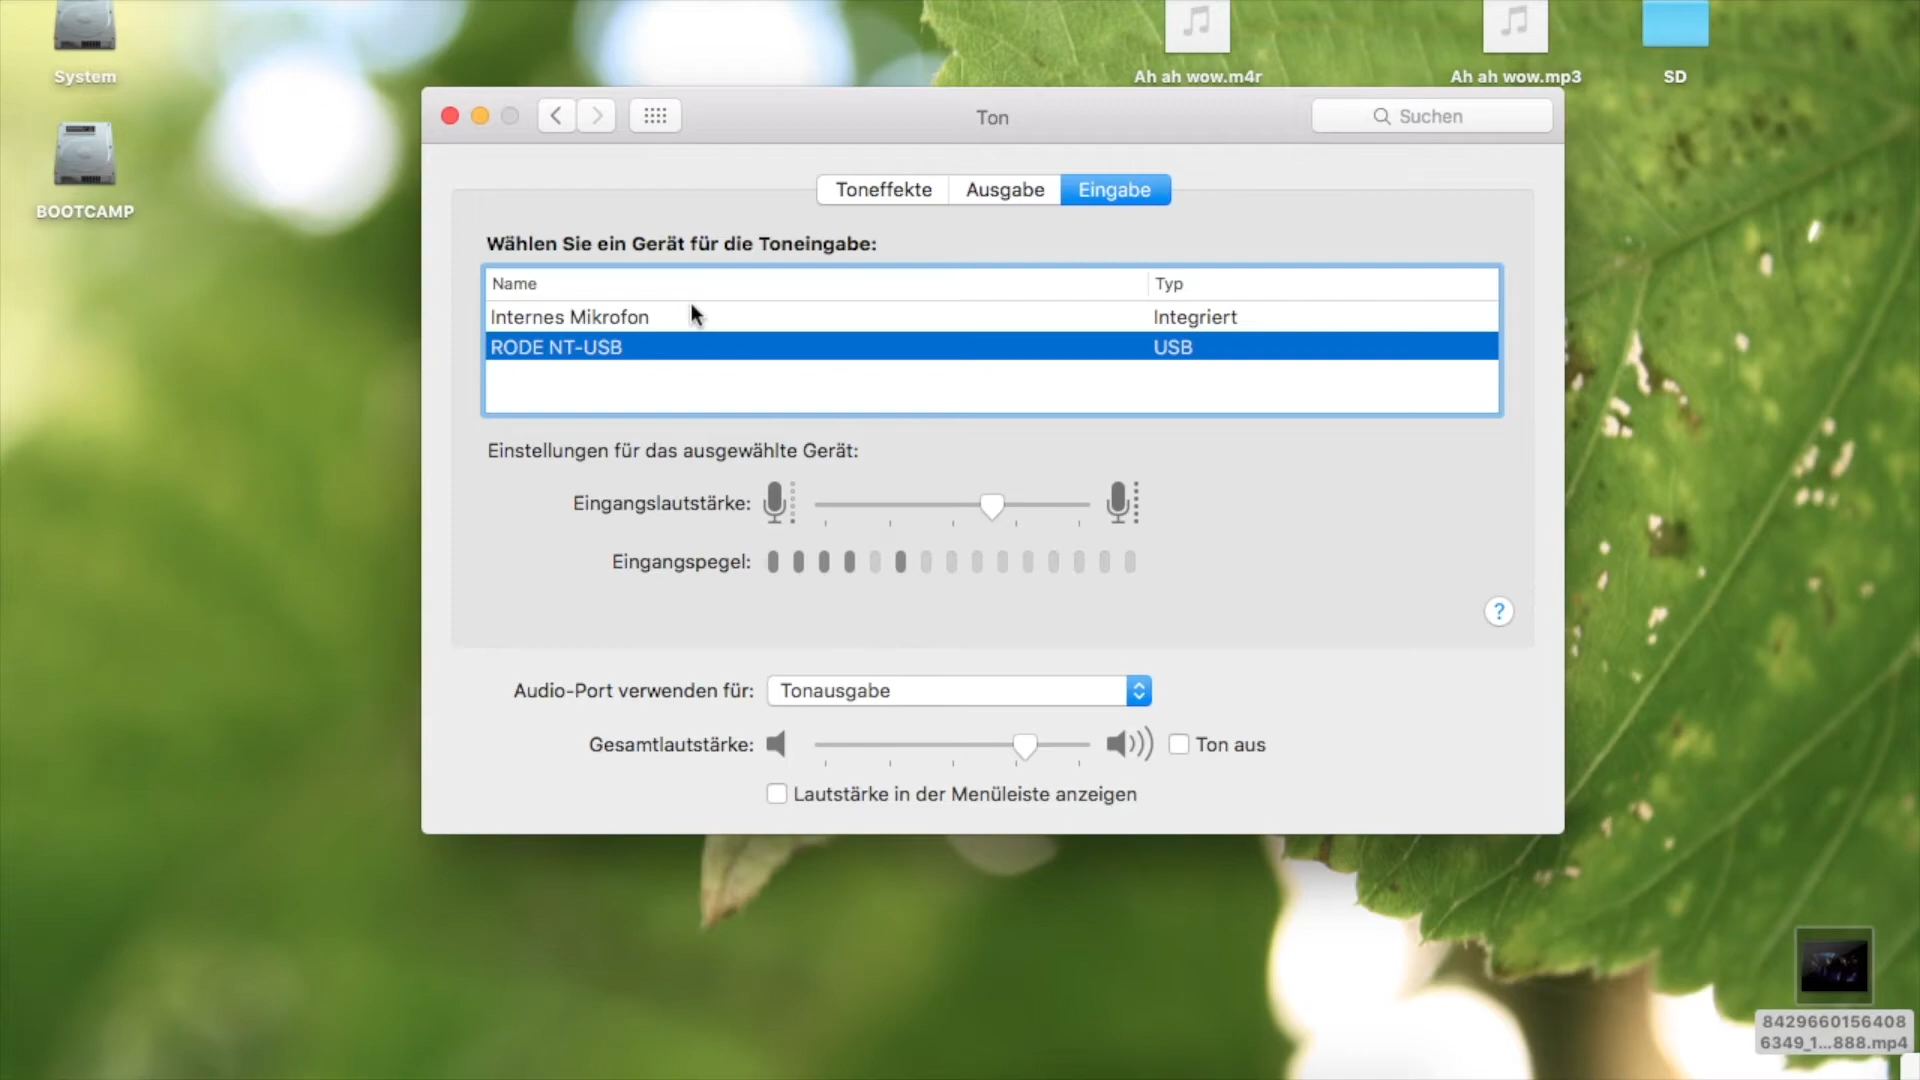 System
Ah ah wow.m4r
Ah ah wow.mp3
SD
BOOTCAMP
Ton
Suchen
Toneffekte
Ausgabe
Eingabe
Wählen Sie ein Gerät für die Toneingabe:
Name
Typ
Internes Mikrofon
Integriert
RODE NT-USB
USB
Einstellungen für das ausgewählte Gerät:
Eingangslautstärke:
Eingangspegel:
?
Audio-Port verwenden für:
Tonausgabe
Gesamtlautstärke:
Ton aus
Lautstärke in der Menüleiste anzeigen
8429660156408
6349_1...888.mp4